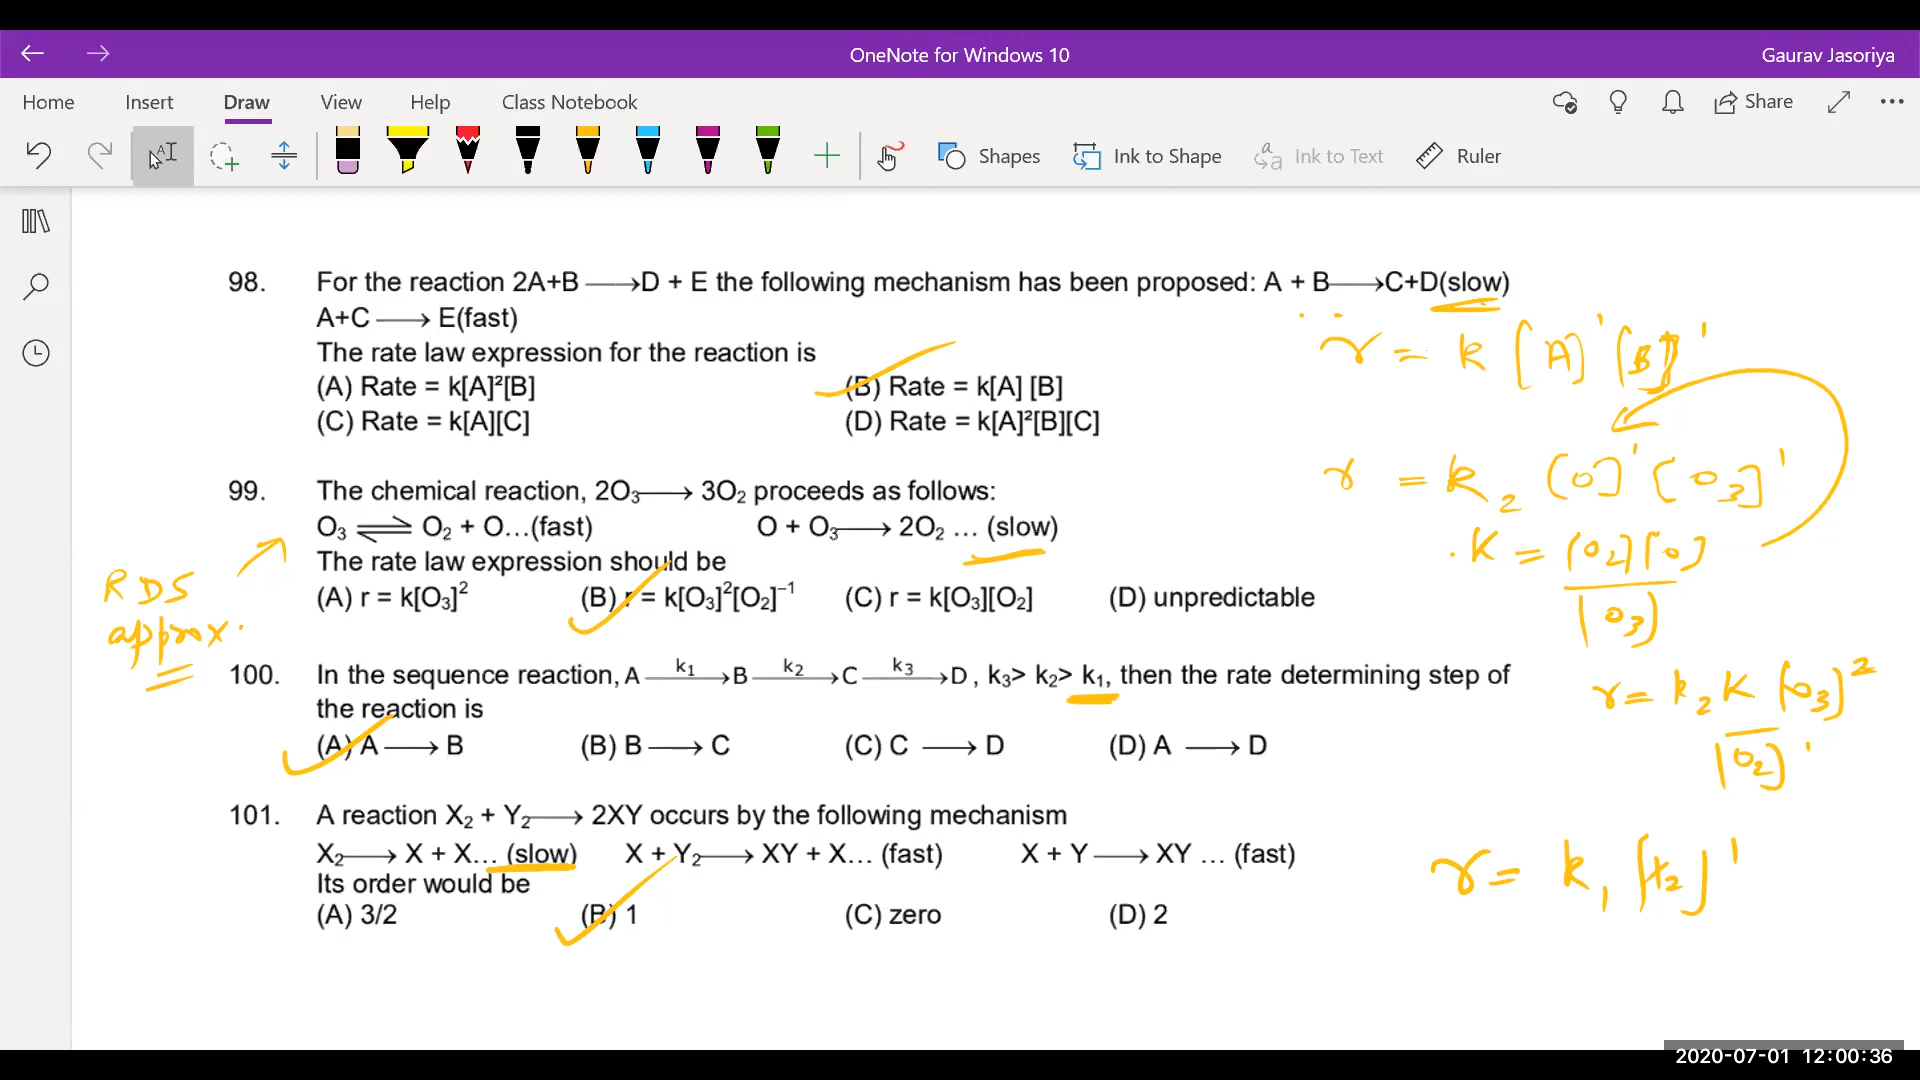 OneNote for Windows 10
Gaurav Jasoriya
Home Insert Draw View Help Class Notebook
Share
Shapes Ink to Shape Ink to Text Ruler
98. For the reaction 2A+B ⟶D + E the following mechanism has been proposed: A + B⟶C+D(slow)
A+C ⟶ E(fast)
The rate law expression for the reaction is
(A) Rate = k[A]²[B] (B) Rate = k[A] [B]
(C) Rate = k[A][C] (D) Rate = k[A]²[B][C]
r = k [A]' [B]'
99. The chemical reaction, 2O₃⟶ 3O₂ proceeds as follows:
O₃ ⇌ O₂ + O…(fast) O + O₃⟶ 2O₂ … (slow)
The rate law expression should be
(A) r = k[O₃]² (B) r = k[O₃]²[O₂]⁻¹ (C) r = k[O₃][O₂] (D) unpredictable
r = k₂ [O]' [O₃]'
K = [O₂][O]
[O₃]
RDS
approx.
r = k₂ K [O₃]²
[O₂]'
100. In the sequence reaction, A —k₁→B —k₂→C —k₃→D , k₃> k₂> k₁, then the rate determining step of
the reaction is
(A) A ⟶ B (B) B ⟶ C (C) C ⟶ D (D) A ⟶ D
101. A reaction X₂ + Y₂⟶ 2XY occurs by the following mechanism
X₂⟶ X + X… (slow) X + Y₂⟶ XY + X… (fast) X + Y⟶ XY … (fast)
Its order would be
(A) 3/2 (B) 1 (C) zero (D) 2
r = k₁ [X₂]'
2020-07-01 12:00:36